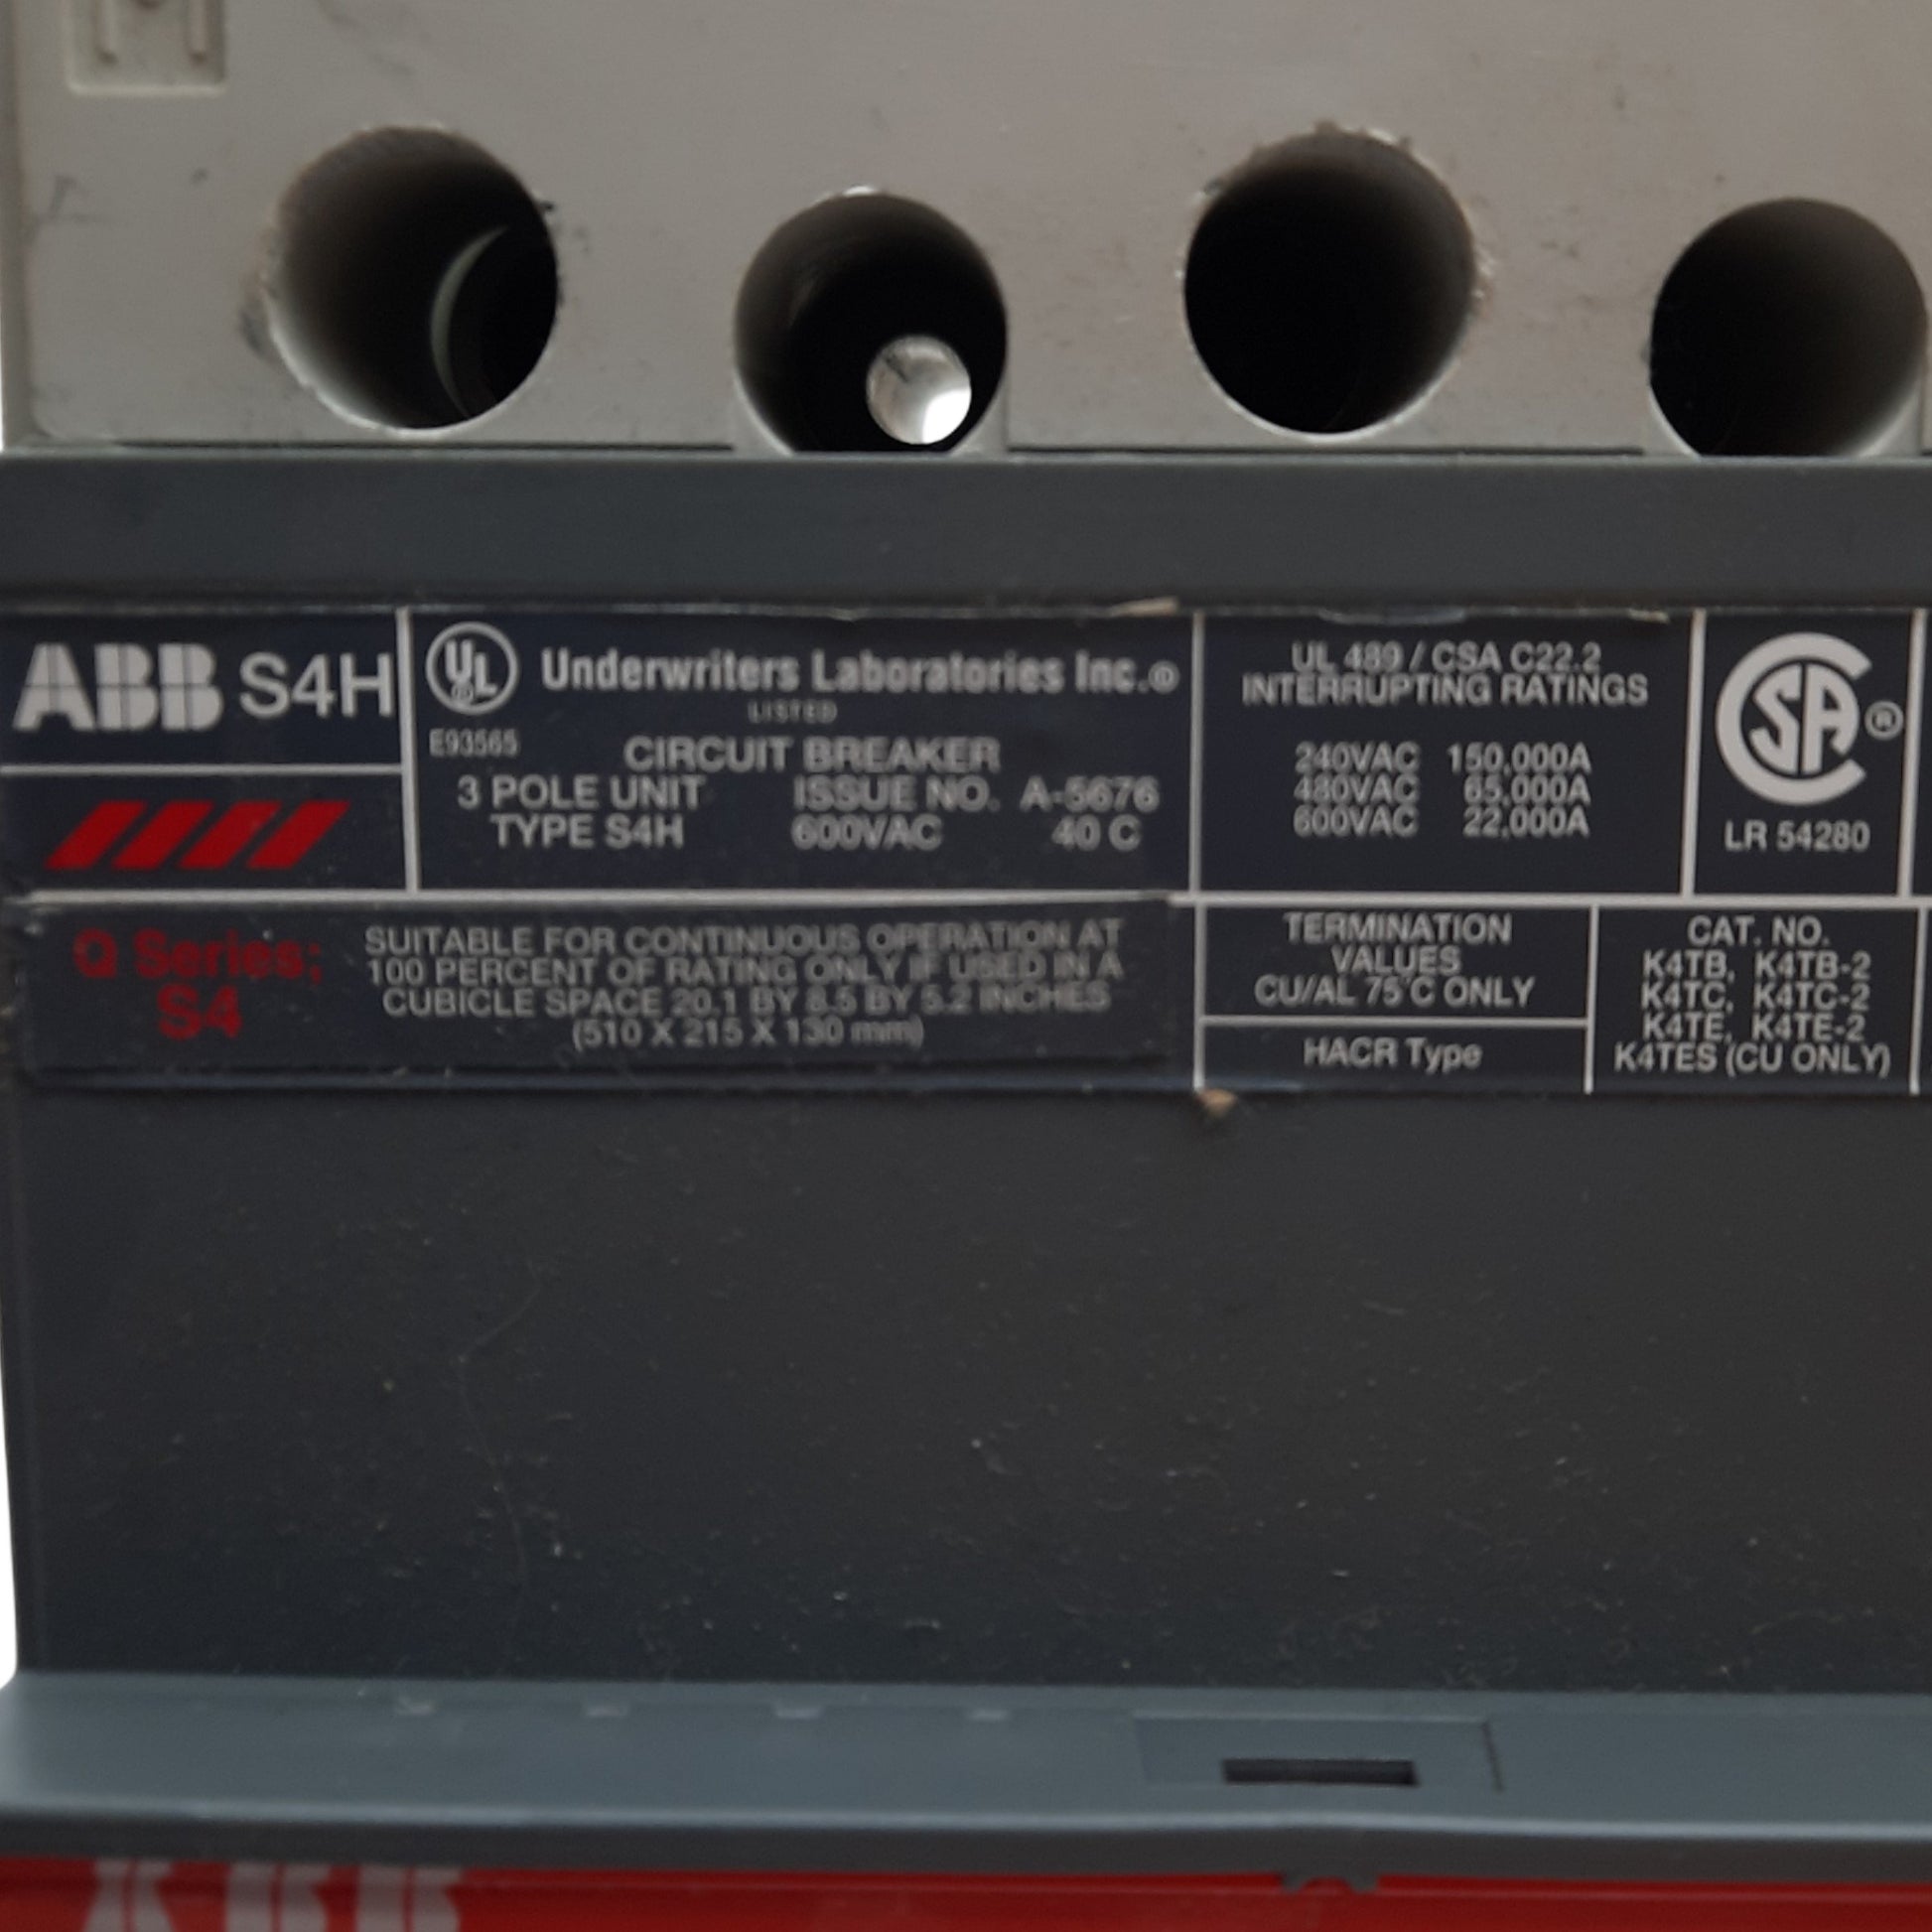 ABB S4H
UL
E93565
Underwriters Laboratories Inc.®
LISTED
CIRCUIT BREAKER
3 POLE UNIT ISSUE NO. A-5676
TYPE S4H 600VAC 40 C
UL 489 / CSA C22.2
INTERRUPTING RATINGS
240VAC 150,000A
480VAC 65,000A
600VAC 22,000A
CSA ®
LR 54280
Q Series;
S4
SUITABLE FOR CONTINUOUS OPERATION AT
100 PERCENT OF RATING ONLY IF USED IN A
CUBICLE SPACE 20.1 BY 8.5 BY 5.2 INCHES
(510 X 215 X 130 mm)
TERMINATION
VALUES
CU/AL 75°C ONLY
HACR Type
CAT. NO.
K4TB, K4TB-2
K4TC, K4TC-2
K4TE, K4TE-2
K4TES (CU ONLY)
ABB